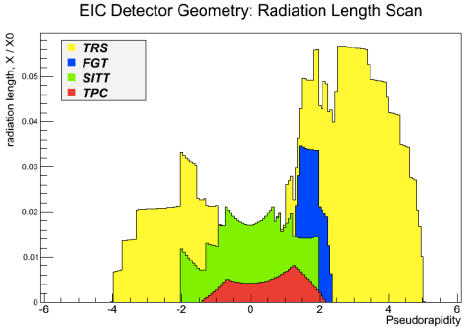 EIC Detector Geometry: Radiation Length Scan
radiation length, X / X0
TRS
FGT
SITT
TPC
0.05
0.04
0.03
0.02
0.01
0
-6 -4 -2 0 2 4 6
Pseudorapidity